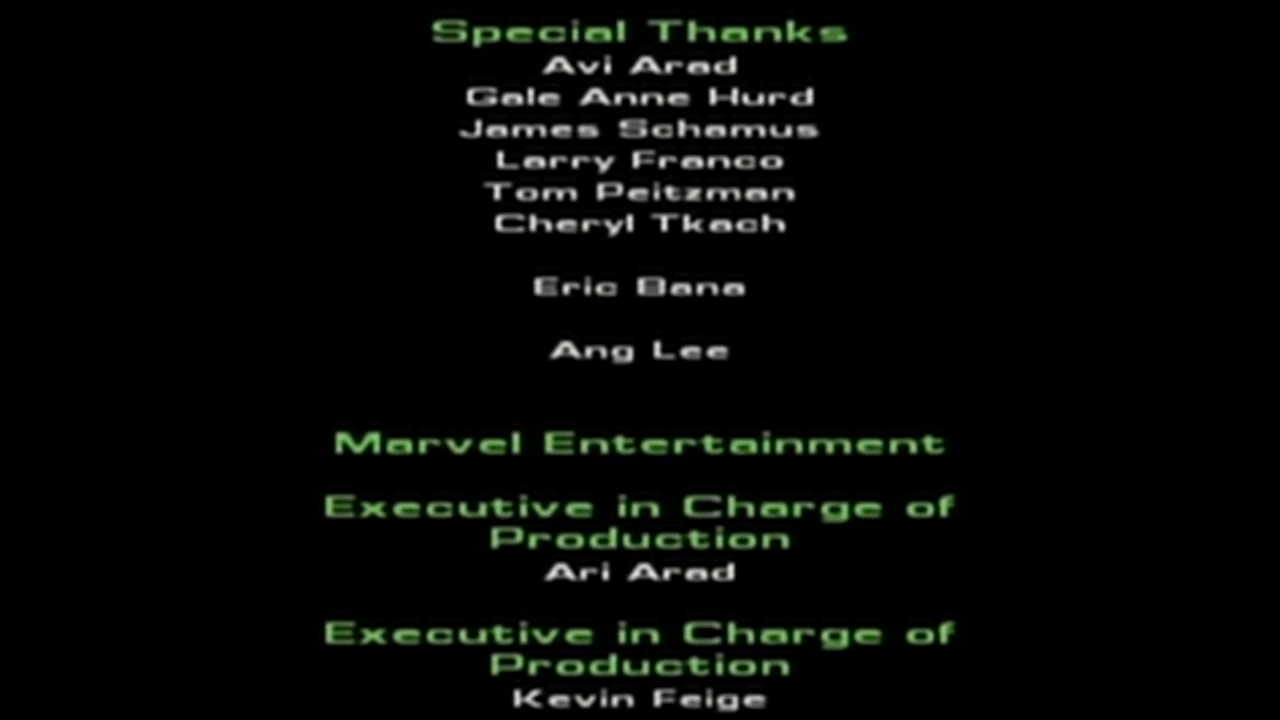 Special Thanks
Avi Arad
Gale Anne Hurd
James Schamus
Larry Franco
Tom Peitzman
Cheryl Tkach
Eric Bana
Ang Lee
Marvel Entertainment
Executive in Charge of
Production
Ari Arad
Executive in Charge of
Production
Kevin Feige